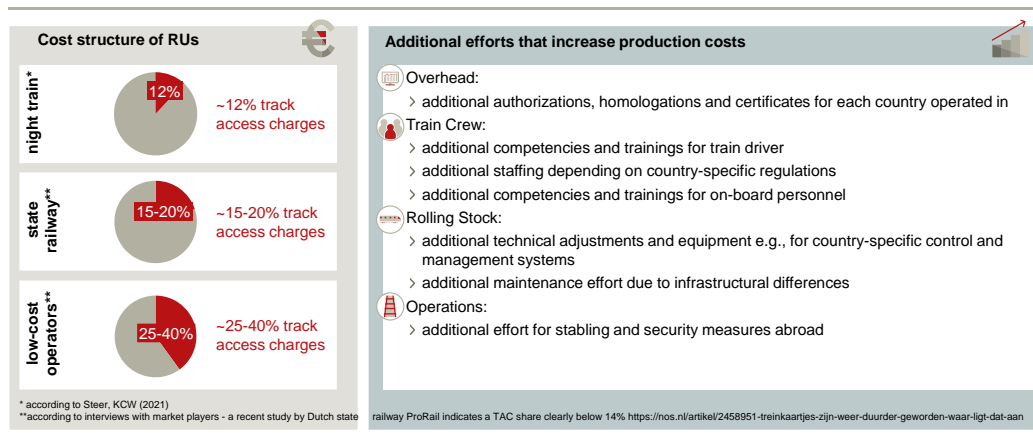 Cost structure of RUs
night train*
12%
~12% track
access charges
state
railway**
15-20%
~15-20% track
access charges
low-cost
operators**
25-40%
~25-40% track
access charges
Additional efforts that increase production costs
Overhead:
> additional authorizations, homologations and certificates for each country operated in
Train Crew:
> additional competencies and trainings for train driver
> additional staffing depending on country-specific regulations
> additional competencies and trainings for on-board personnel
Rolling Stock:
> additional technical adjustments and equipment e.g., for country-specific control and
management systems
> additional maintenance effort due to infrastructural differences
Operations:
> additional effort for stabling and security measures abroad
* according to Steer, KCW (2021)
**according to interviews with market players - a recent study by Dutch state railway ProRail indicates a TAC share clearly below 14% https://nos.nl/artikel/2458951-treinkaartjes-zijn-weer-duurder-geworden-waar-ligt-dat-aan